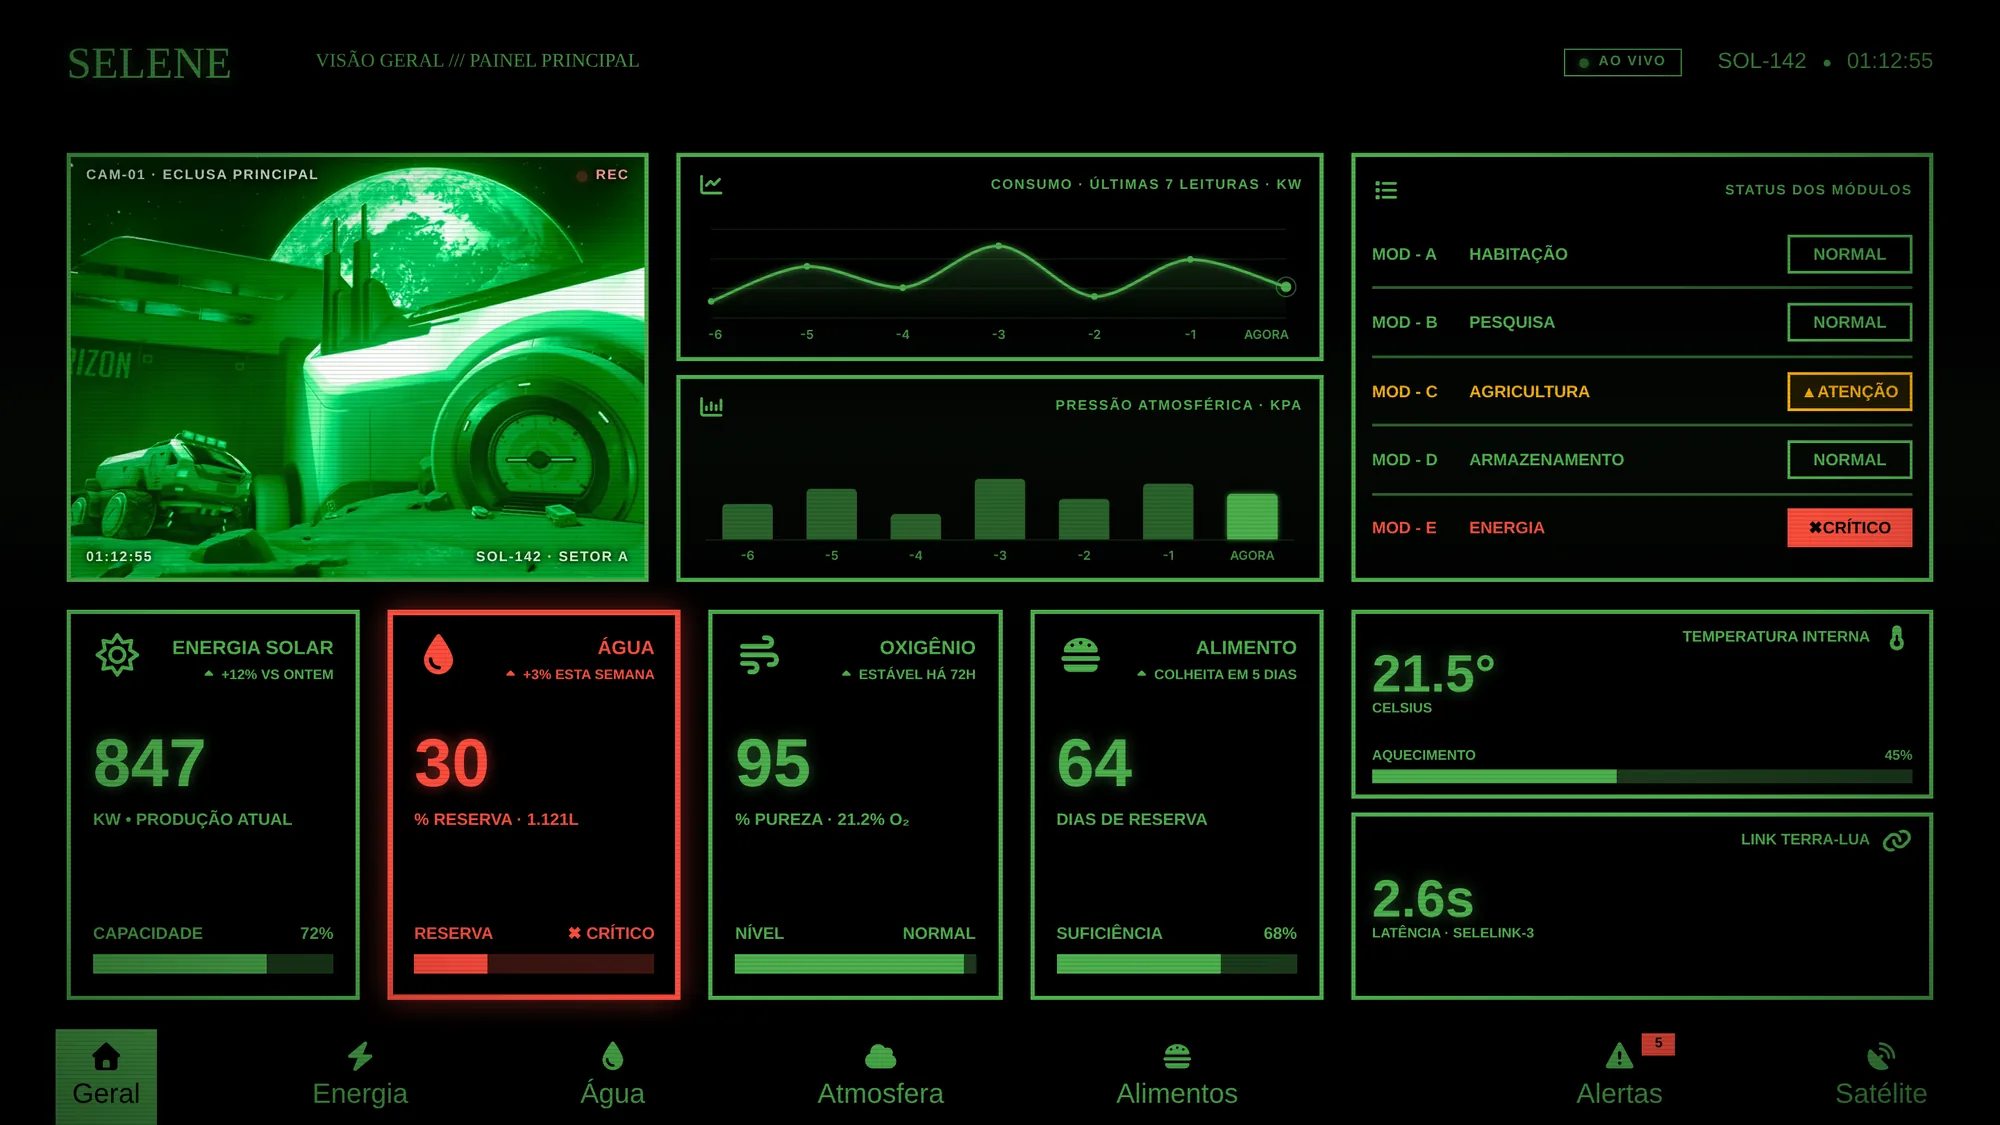 SELENE
VISÃO GERAL /// PAINEL PRINCIPAL
AO VIVO
SOL-142 • 01:12:55
CAM-01 · ECLUSA PRINCIPAL
REC
RIZON
01:12:55
SOL-142 · SETOR A
CONSUMO · ÚLTIMAS 7 LEITURAS · KW
-6 -5 -4 -3 -2 -1 AGORA
PRESSÃO ATMOSFÉRICA · KPA
-6 -5 -4 -3 -2 -1 AGORA
STATUS DOS MÓDULOS
MOD - A HABITAÇÃO NORMAL
MOD - B PESQUISA NORMAL
MOD - C AGRICULTURA ▲ATENÇÃO
MOD - D ARMAZENAMENTO NORMAL
MOD - E ENERGIA ✖CRÍTICO
ENERGIA SOLAR
+12% VS ONTEM
847
KW • PRODUÇÃO ATUAL
CAPACIDADE 72%
ÁGUA
+3% ESTA SEMANA
30
% RESERVA · 1.121L
RESERVA ✖ CRÍTICO
OXIGÊNIO
ESTÁVEL HÁ 72H
95
% PUREZA · 21.2% O₂
NÍVEL NORMAL
ALIMENTO
COLHEITA EM 5 DIAS
64
DIAS DE RESERVA
SUFICIÊNCIA 68%
TEMPERATURA INTERNA
21.5°
CELSIUS
AQUECIMENTO 45%
LINK TERRA-LUA
2.6s
LATÊNCIA · SELELINK-3
Geral
Energia
Água
Atmosfera
Alimentos
5
Alertas
Satélite